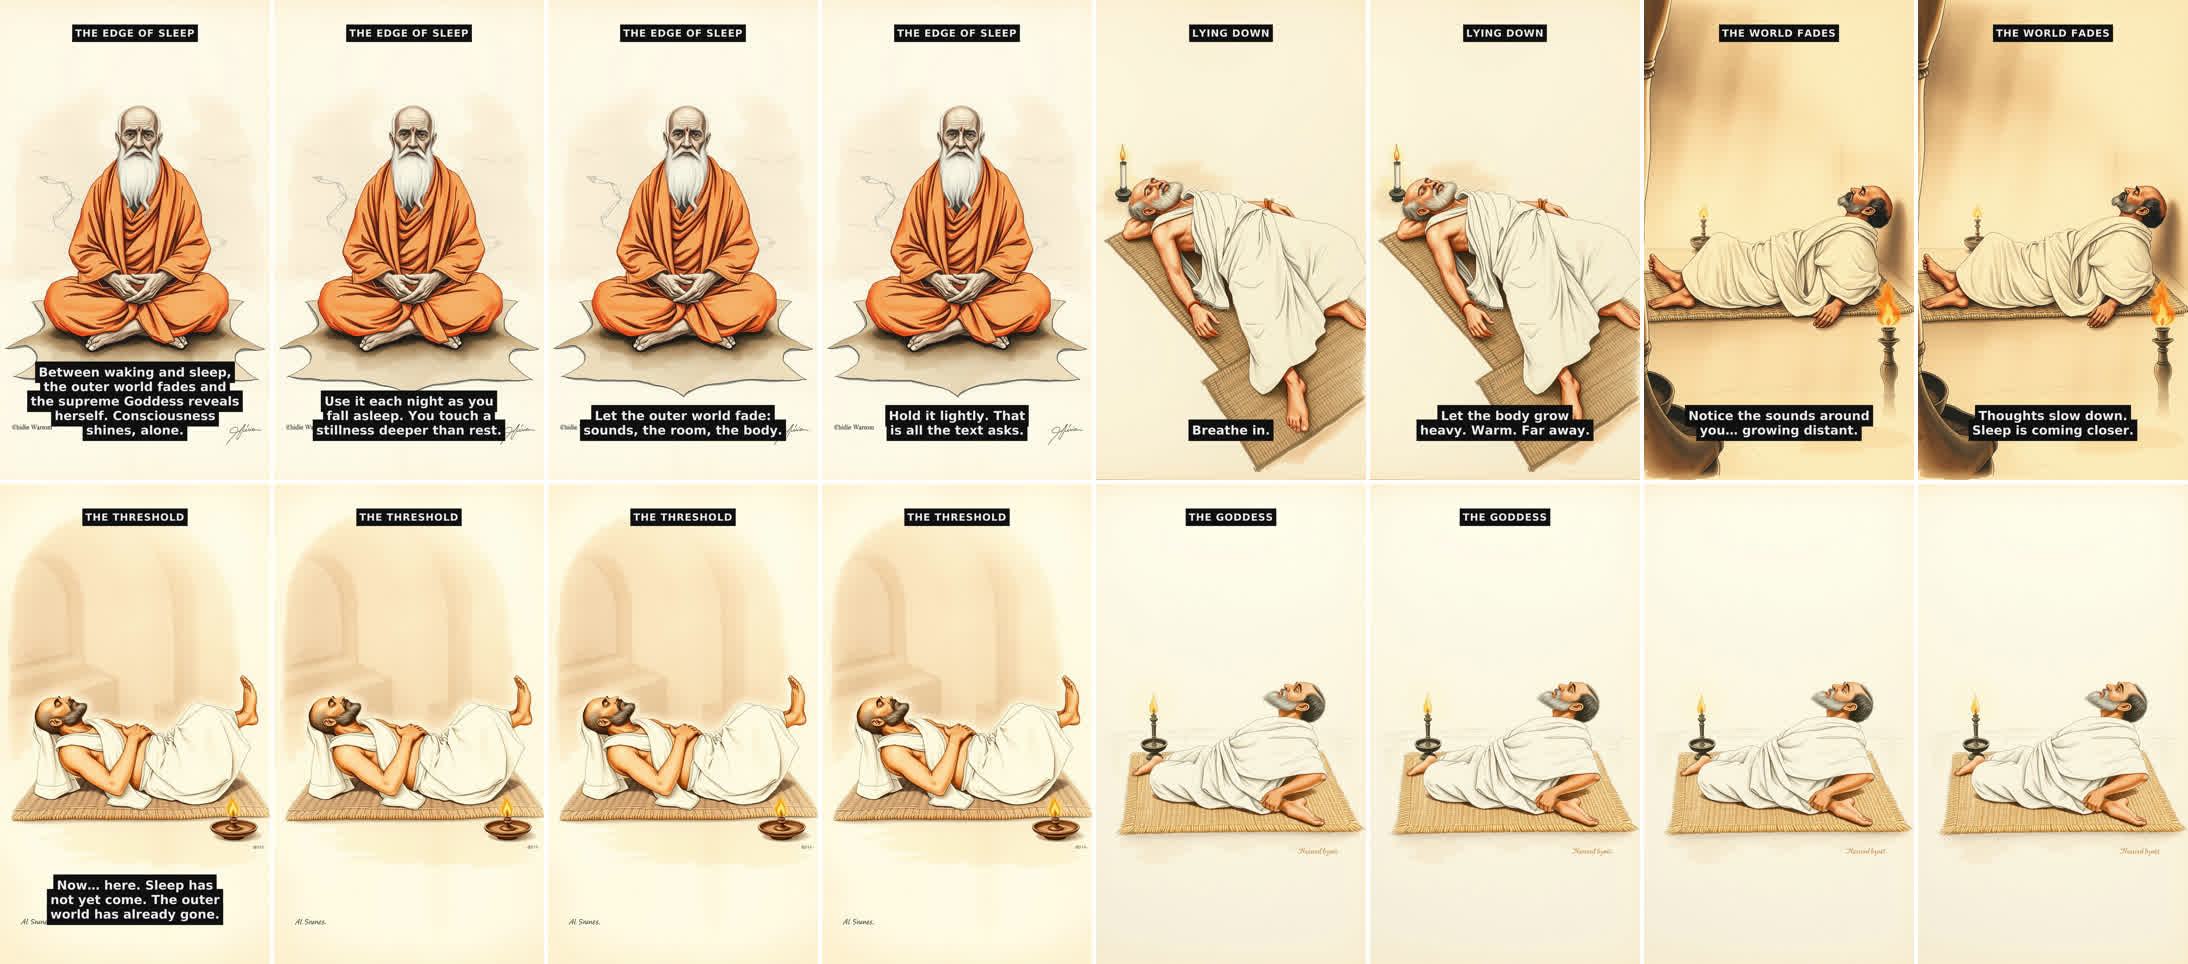 THE EDGE OF SLEEP
Between waking and sleep,
the outer world fades and
the supreme Goddess reveals
herself. Consciousness
shines, alone.
THE EDGE OF SLEEP
Use it each night as you
fall asleep. You touch a
stillness deeper than rest.
THE EDGE OF SLEEP
Let the outer world fade:
sounds, the room, the body.
THE EDGE OF SLEEP
Hold it lightly. That
is all the text asks.
LYING DOWN
Breathe in.
LYING DOWN
Let the body grow
heavy. Warm. Far away.
THE WORLD FADES
Notice the sounds around
you... growing distant.
THE WORLD FADES
Thoughts slow down.
Sleep is coming closer.
THE THRESHOLD
Now... here. Sleep has
not yet come. The outer
world has already gone.
THE THRESHOLD
THE THRESHOLD
THE THRESHOLD
THE GODDESS
THE GODDESS